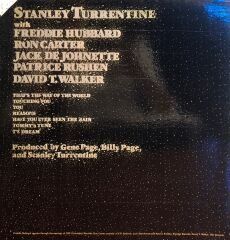 STANLEY TURRENTINE
with
FREDDIE HUBBARD
RON CARTER
JACK DE JOHNETTE
PATRICE RUSHEN
DAVID T. WALKER
THAT'S THE WAY OF THE WORLD
TOUCHING YOU
YOU
REASONS
HAVE YOU EVER SEEN THE RAIN
TOMMY'S TUNE
T'S DREAM
Produced by Gene Page, Billy Page,
and Stanley Turrentine